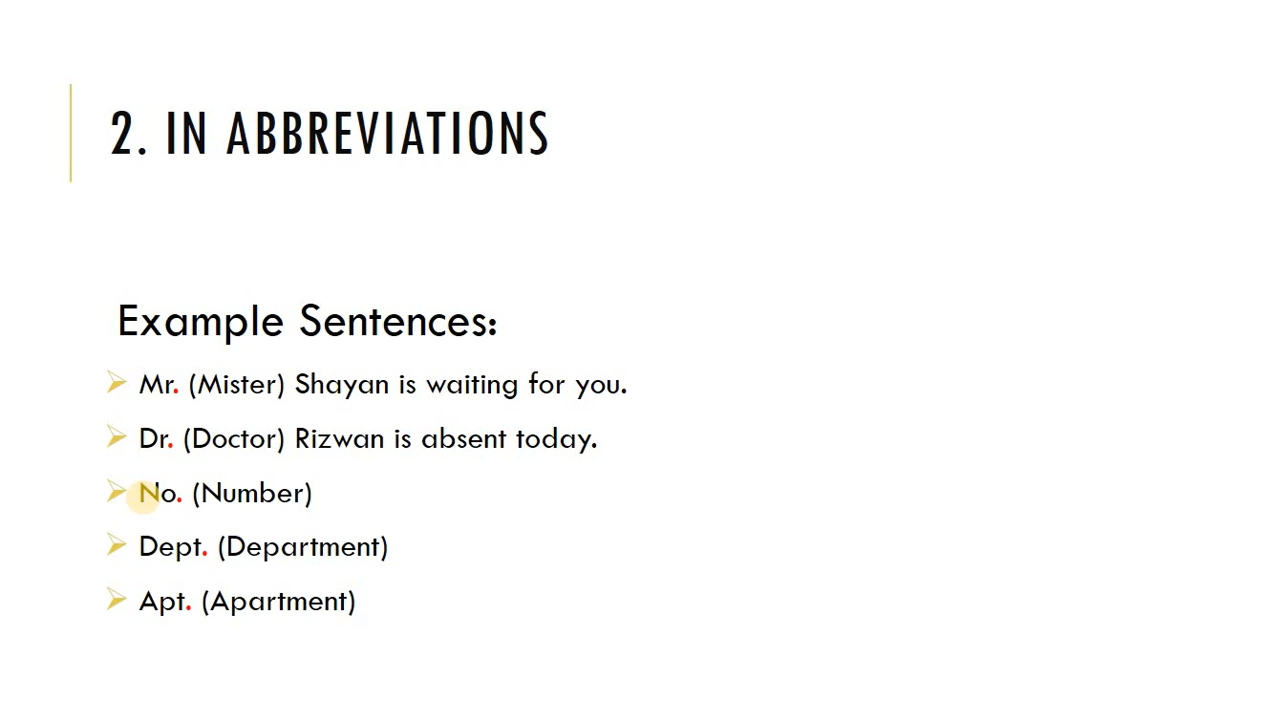 2. IN ABBREVIATIONS
Example Sentences:
Mr. (Mister) Shayan is waiting for you.
Dr. (Doctor) Rizwan is absent today.
No. (Number)
Dept. (Department)
Apt. (Apartment)